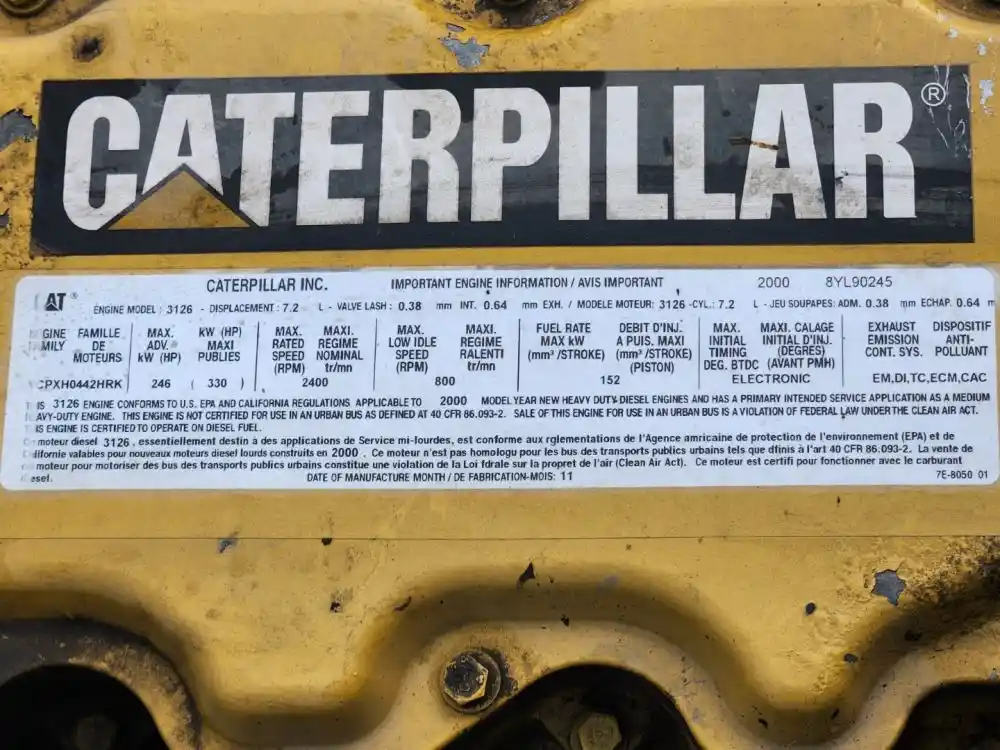 CATERPILLAR®
AT® CATERPILLAR INC. IMPORTANT ENGINE INFORMATION / AVIS IMPORTANT 2000 8YL90245
ENGINE MODEL : 3126 - DISPLACEMENT : 7.2 L - VALVE LASH : 0.38 mm INT. 0.64 mm EXH. / MODELE MOTEUR: 3126 -CYL.: 7.2 L - JEU SOUPAPES: ADM. 0.38 mm ECHAP. 0.64 m
GINE FAMILLE MAX. KW (HP) MAX. MAXI. MAX. MAXI. FUEL RATE DEBIT D'INJ. MAX. MAXI. CALAGE EXHAUST DISPOSITIF
MILY DE ADV. MAXI RATED REGIME LOW IDLE REGIME MAX kW A PUIS. MAXI INITIAL INITIAL D'INJ. EMISSION ANTI-
MOTEURS kW (HP) PUBLIES SPEED NOMINAL SPEED RALENTI (mm³ /STROKE) (mm³ /STROKE) TIMING (DEGRES) CONT. SYS. POLLUANT
(RPM) tr/mn (RPM) tr/mn (PISTON) DEG. BTDC (AVANT PMH)
CPXH0442HRK 246 ( 330 ) 2400 800 152 ELECTRONIC EM,DI,TC,ECM,CAC
IS 3126 ENGINE CONFORMS TO U.S. EPA AND CALIFORNIA REGULATIONS APPLICABLE TO 2000 MODEL YEAR NEW HEAVY DUTY DIESEL ENGINES AND HAS A PRIMARY INTENDED SERVICE APPLICATION AS A MEDIUM
EAVY-DUTY ENGINE. THIS ENGINE IS NOT CERTIFIED FOR USE IN AN URBAN BUS AS DEFINED AT 40 CFR 86.093-2. SALE OF THIS ENGINE FOR USE IN AN URBAN BUS IS A VIOLATION OF FEDERAL LAW UNDER THE CLEAN AIR ACT.
IS ENGINE IS CERTIFIED TO OPERATE ON DIESEL FUEL.
moteur diesel 3126 , essentiellement destin à des applications de Service mi-lourdes, est conforme aux rglementations de l'Agence amricaine de protection de l'environnement (EPA) et de
lifornie valables pour nouveaux moteurs diesel lourds construits en 2000 . Ce moteur n'est pas homologu pour les bus des transports publics urbains tels que dfinis à l'art 40 CFR 86.093-2. La vente de
moteur pour motoriser des bus des transports publics urbains constitue une violation de la Loi fdrale sur la propret de l'air (Clean Air Act). Ce moteur est certifi pour fonctionner avec le carburant
esel. DATE OF MANUFACTURE MONTH / DE FABRICATION-MOIS: 11 7E-8050 01